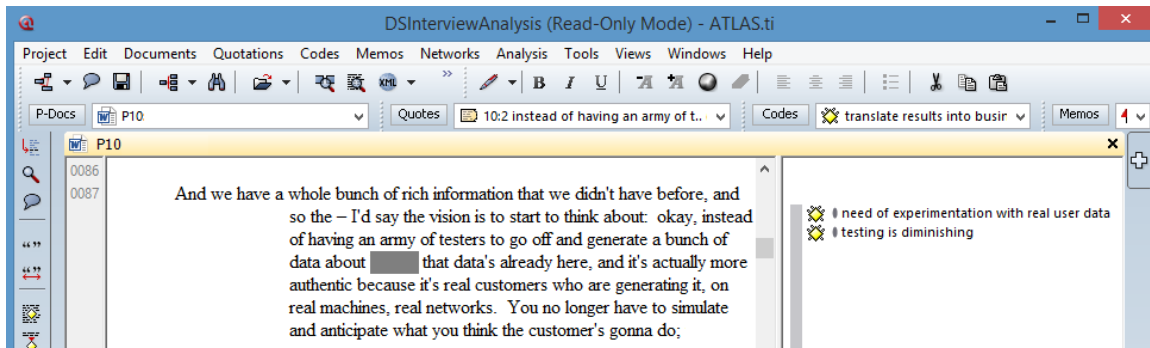 DSInterviewAnalysis (Read-Only Mode) - ATLAS.ti
Project Edit Documents Quotations Codes Memos Networks Analysis Tools Views Windows Help
XML B I U A A
P-Docs P10 Quotes 10:2 instead of having an army of t.. Codes translate results into busir Memos
P10
0086
0087 And we have a whole bunch of rich information that we didn't have before, and
so the – I'd say the vision is to start to think about: okay, instead
of having an army of testers to go off and generate a bunch of
data about that data's already here, and it's actually more
authentic because it's real customers who are generating it, on
real machines, real networks. You no longer have to simulate
and anticipate what you think the customer's gonna do;
need of experimentation with real user data
testing is diminishing